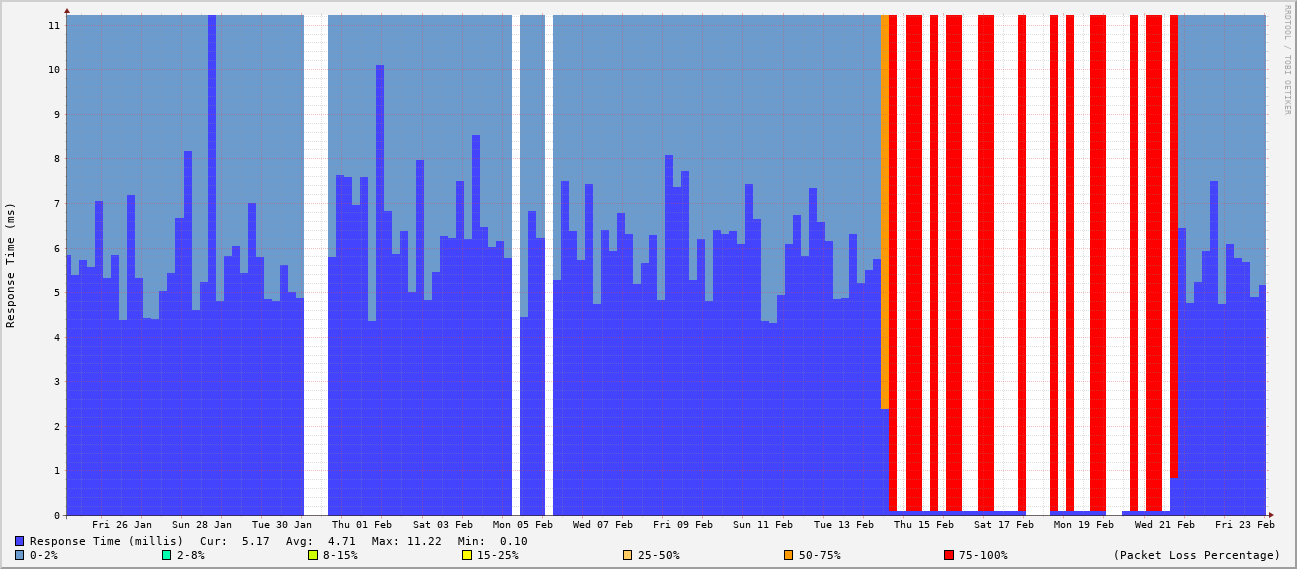 RRDTOOL / TOBI OETIKER
Response Time (ms)
11
10
9
8
7
6
5
4
3
2
1
0
Fri 26 Jan Sun 28 Jan Tue 30 Jan Thu 01 Feb Sat 03 Feb Mon 05 Feb Wed 07 Feb Fri 09 Feb Sun 11 Feb Tue 13 Feb Thu 15 Feb Sat 17 Feb Mon 19 Feb Wed 21 Feb Fri 23 Feb
Response Time (millis) Cur: 5.17 Avg: 4.71 Max: 11.22 Min: 0.10
0-2% 2-8% 8-15% 15-25% 25-50% 50-75% 75-100% (Packet Loss Percentage)